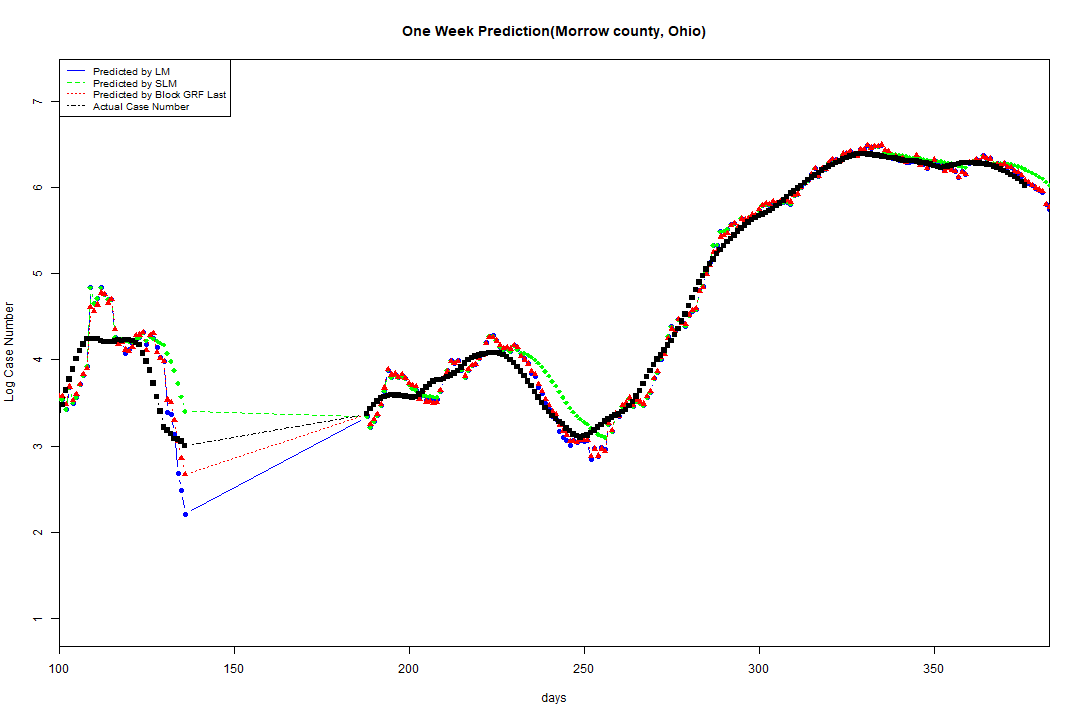 One Week Prediction(Morrow county, Ohio)
Predicted by LM
Predicted by SLM
Predicted by Block GRF Last
Actual Case Number
Log Case Number
7
6
5
4
3
2
1
100 150 200 250 300 350
days